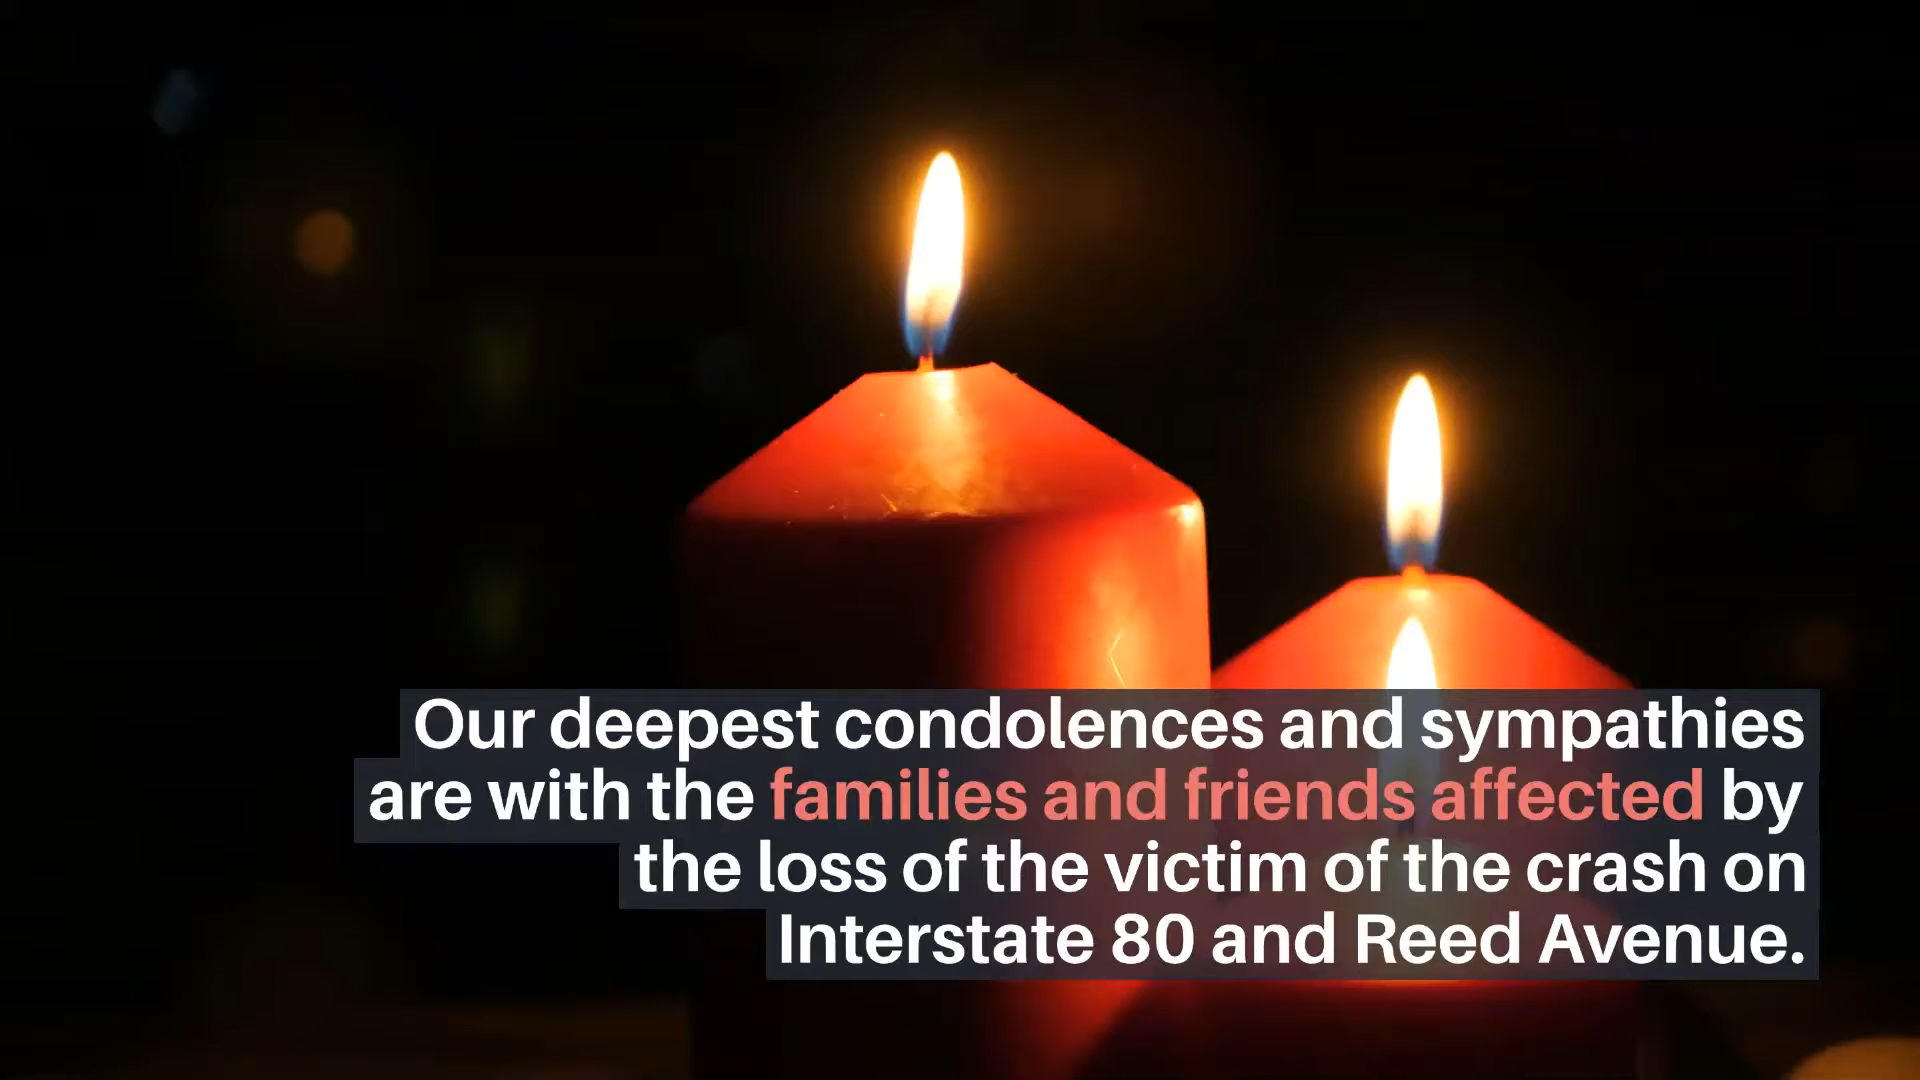 Our deepest condolences and sympathies
are with the families and friends affected by
the loss of the victim of the crash on
Interstate 80 and Reed Avenue.